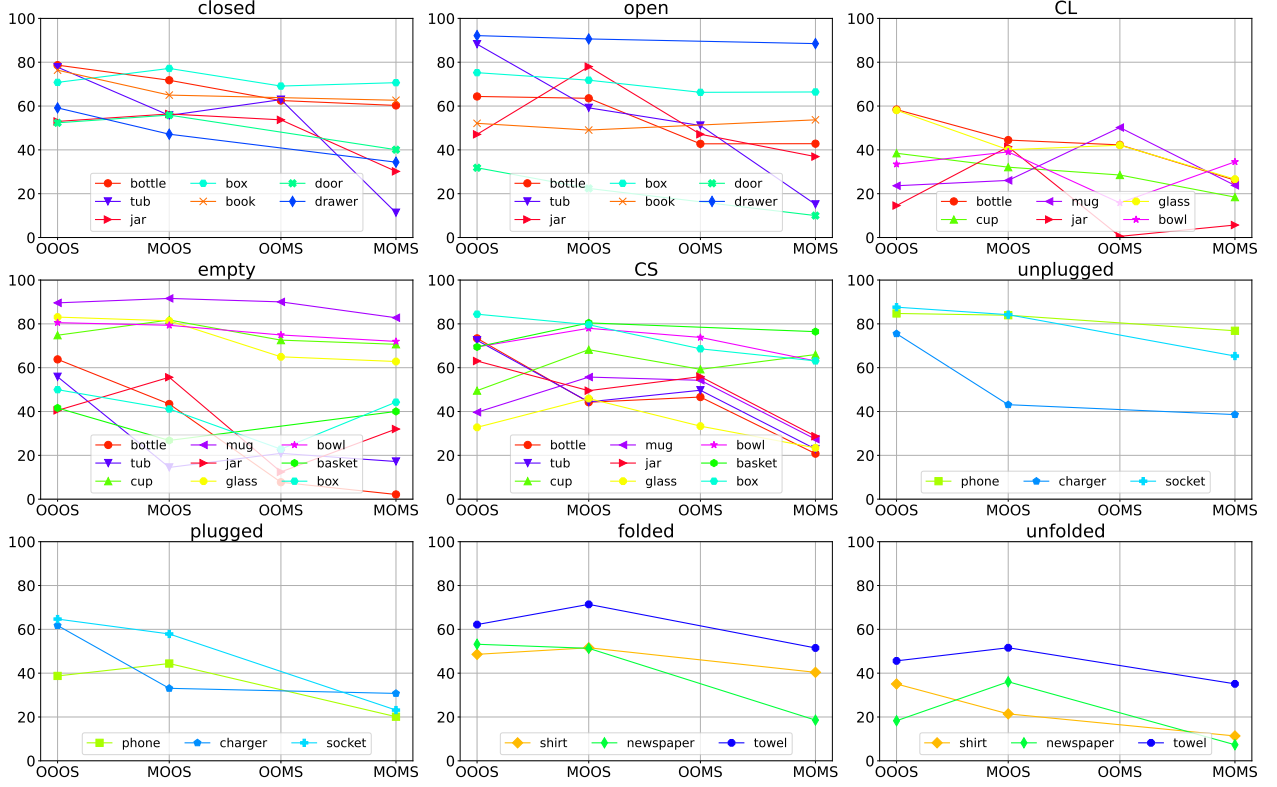 closed
open
CL
100
80
60
40
20
0
OOOS MOOS OOMS MOMS
bottle box door
tub book drawer
jar
100
80
60
40
20
0
OOOS MOOS OOMS MOMS
bottle box door
tub book drawer
jar
100
80
60
40
20
0
OOOS MOOS OOMS MOMS
bottle mug glass
cup jar bowl
empty
CS
unplugged
100
80
60
40
20
0
OOOS MOOS OOMS MOMS
bottle mug bowl
tub jar basket
cup glass box
100
80
60
40
20
0
OOOS MOOS OOMS MOMS
bottle mug bowl
tub jar basket
cup glass box
100
80
60
40
20
0
OOOS MOOS OOMS MOMS
phone charger socket
plugged
folded
unfolded
100
80
60
40
20
0
OOOS MOOS OOMS MOMS
phone charger socket
100
80
60
40
20
0
OOOS MOOS OOMS MOMS
shirt newspaper towel
100
80
60
40
20
0
OOOS MOOS OOMS MOMS
shirt newspaper towel